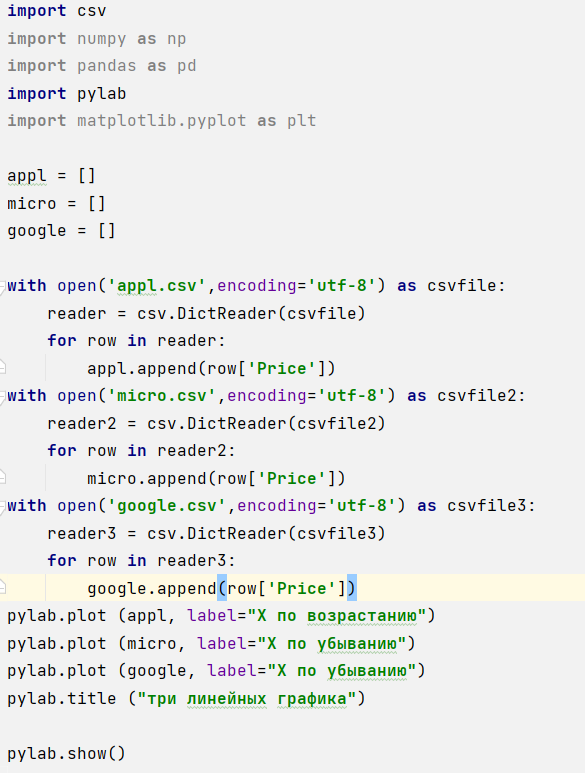 import csv
import numpy as np
import pandas as pd
import pylab
import matplotlib.pyplot as plt

appl = []
micro = []
google = []

with open('appl.csv',encoding='utf-8') as csvfile:
    reader = csv.DictReader(csvfile)
    for row in reader:
        appl.append(row['Price'])
with open('micro.csv',encoding='utf-8') as csvfile2:
    reader2 = csv.DictReader(csvfile2)
    for row in reader2:
        micro.append(row['Price'])
with open('google.csv',encoding='utf-8') as csvfile3:
    reader3 = csv.DictReader(csvfile3)
    for row in reader3:
        google.append(row['Price'])
pylab.plot (appl, label="X по возрастанию")
pylab.plot (micro, label="X по убыванию")
pylab.plot (google, label="X по убыванию")
pylab.title ("три линейных графика")

pylab.show()